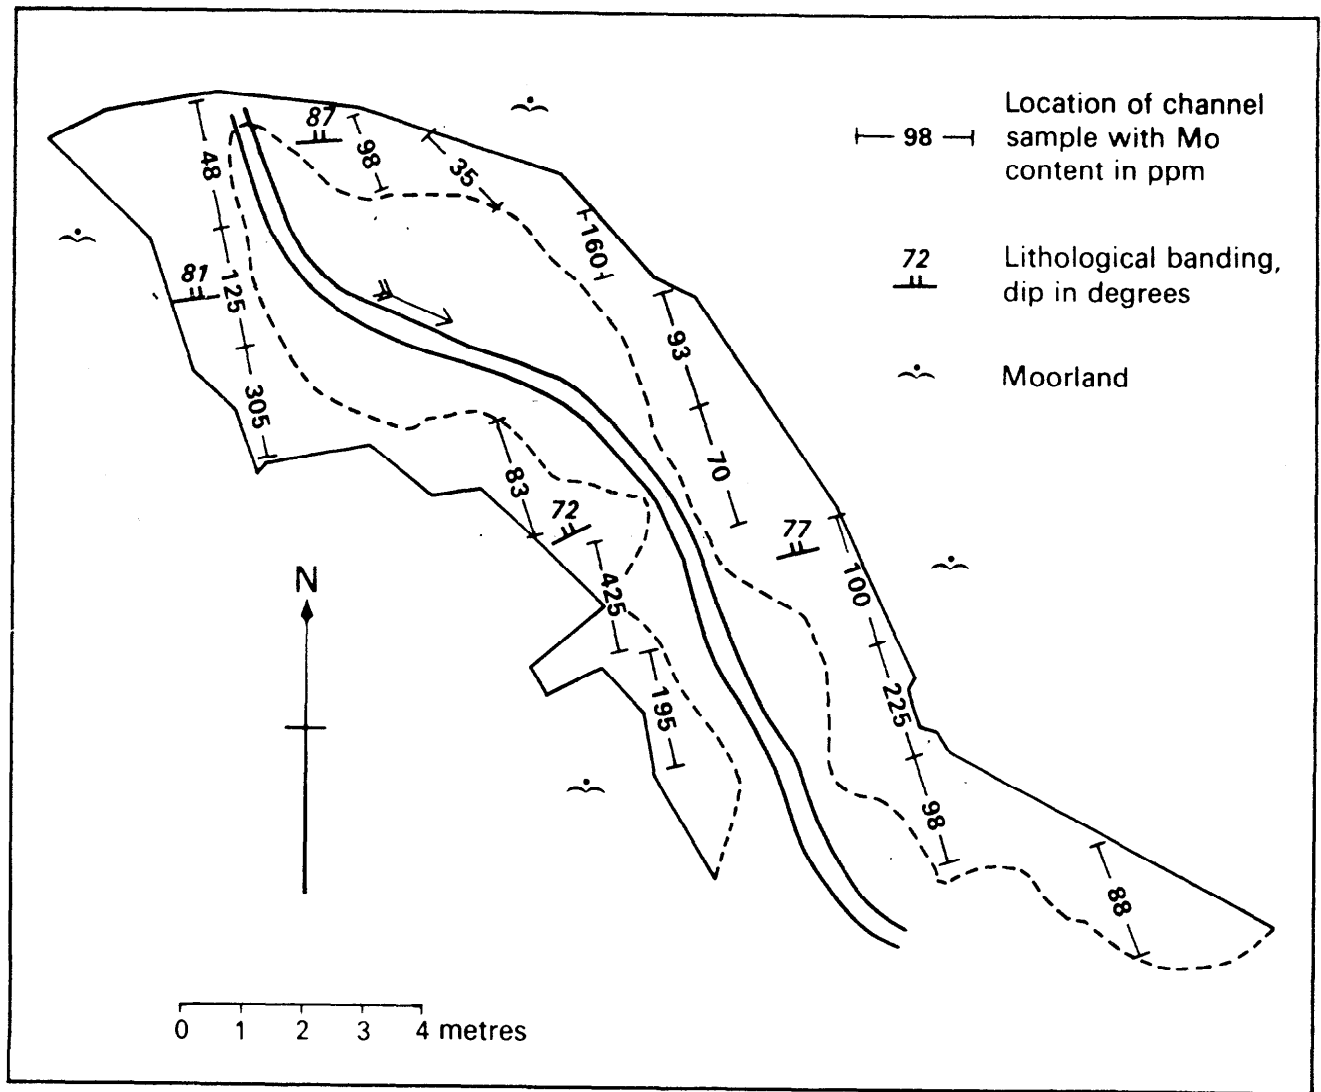 87
98
35
48
160
81
125
93
305
70
83
72
77
425
100
195
225
98
88
N
0 1 2 3 4 metres
98
Location of channel
sample with Mo
content in ppm
72
Lithological banding,
dip in degrees
Moorland